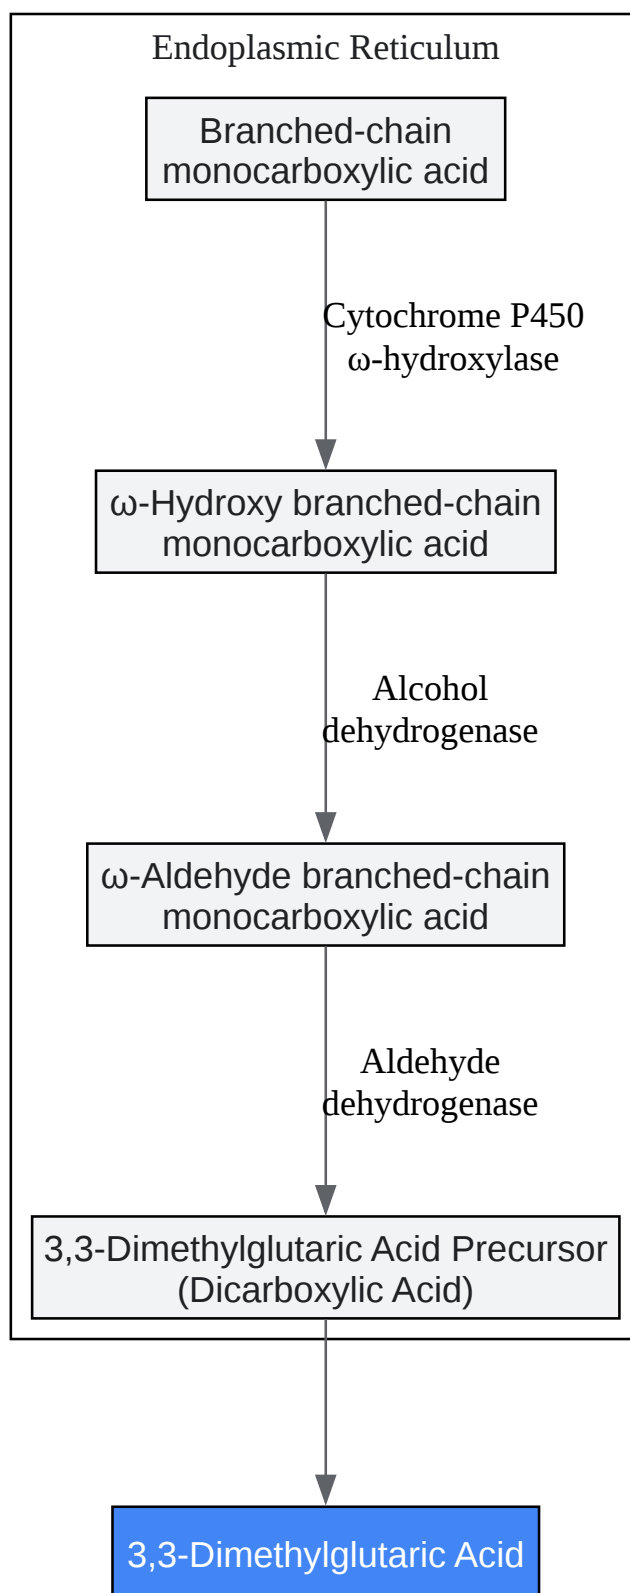 Endoplasmic Reticulum
Branched-chain
monocarboxylic acid
Cytochrome P450
ω-hydroxylase
ω-Hydroxy branched-chain
monocarboxylic acid
Alcohol
dehydrogenase
ω-Aldehyde branched-chain
monocarboxylic acid
Aldehyde
dehydrogenase
3,3-Dimethylglutaric Acid Precursor
(Dicarboxylic Acid)
3,3-Dimethylglutaric Acid